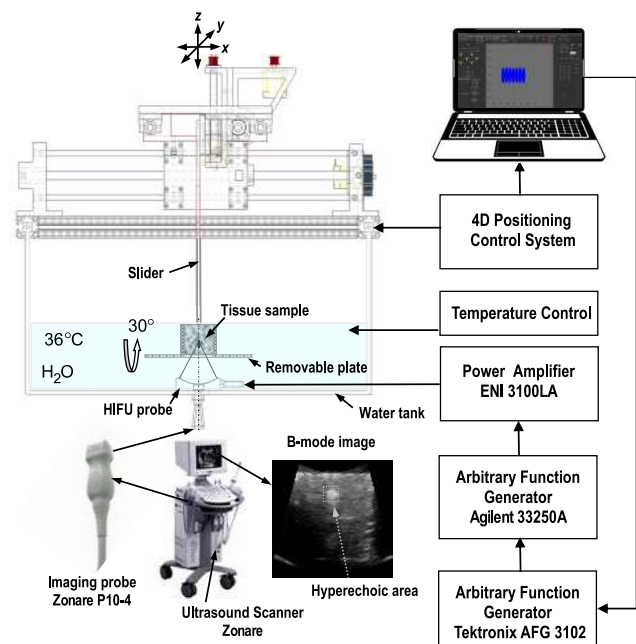 z
y
x
4D Positioning
Control System
Slider
Tissue sample
Temperature Control
36°C
30°
H2O
Removable plate
Power Amplifier
ENI 3100LA
HIFU probe
Water tank
B-mode image
Arbitrary Function
Generator
Agilent 33250A
Imaging probe
Zonare P10-4
Hyperechoic area
Ultrasound Scanner
Zonare
Arbitrary Function
Generator
Tektronix AFG 3102